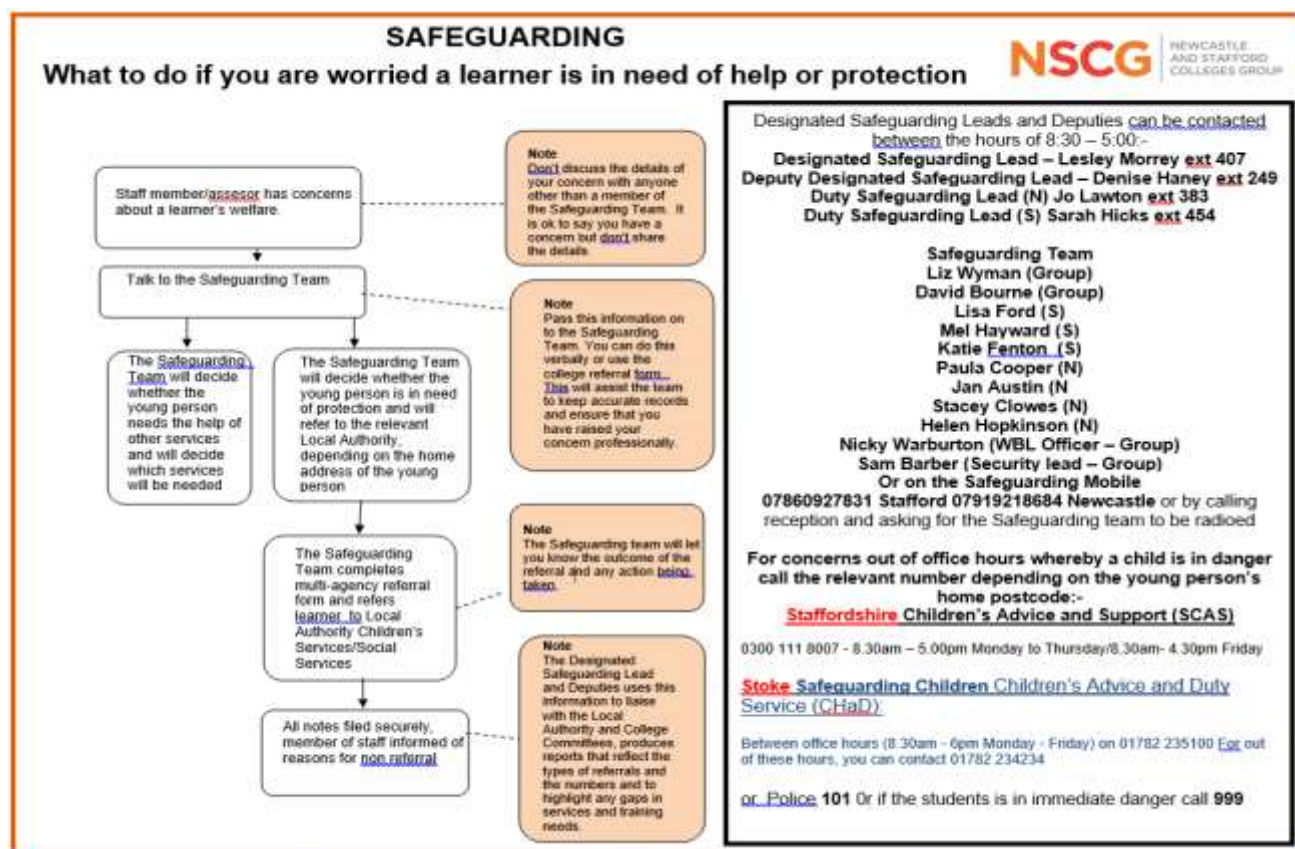 SAFEGUARDING
What to do if you are worried a learner is in need of help or protection
NSCG
NEWCASTLE
AND STAFFORD
COLLEGES GROUP
Staff member/assesor has concerns
about a learner's welfare.
Talk to the Safeguarding Team
The Safeguarding
Team will decide
whether the
young person
needs the help of
other services
and will decide
which services
will be needed
The Safeguarding Team
will decide whether the
young person is in need
of protection and will
refer to the relevant
Local Authority,
depending on the home
address of the young
person
The Safeguarding
Team completes
multi-agency referral
form and refers
learner to Local
Authority Children's
Services/Social
Services
All notes filed securely,
member of staff informed of
reasons for non referral
Note
Don't discuss the details of
your concern with anyone
other than a member of
the Safeguarding Team. It
is ok to say you have a
concern but don't share
the details
Note
Pass this information on
to the Safeguarding
Team. You can do this
verbally or use the
college referral form.
This will assist the team
to keep accurate records
and ensure that you
have raised your
concern professionally.
Note
The Safeguarding team will let
you know the outcome of the
referral and any action being
taken.
Note
The Designated
Safeguarding Lead
and Deputies uses this
information to liaise
with the Local
Authority and College
Committees, produces
reports that reflect the
types of referrals and
the numbers and to
highlight any gaps in
services and training
needs.
Designated Safeguarding Leads and Deputies can be contacted
between the hours of 8:30 – 5:00:-
Designated Safeguarding Lead – Lesley Morrey ext 407
Deputy Designated Safeguarding Lead – Denise Haney ext 249
Duty Safeguarding Lead (N) Jo Lawton ext 383
Duty Safeguarding Lead (S) Sarah Hicks ext 454
Safeguarding Team
Liz Wyman (Group)
David Bourne (Group)
Lisa Ford (S)
Mel Hayward (S)
Katie Fenton (S)
Paula Cooper (N)
Jan Austin (N
Stacey Clowes (N)
Helen Hopkinson (N)
Nicky Warburton (WBL Officer – Group)
Sam Barber (Security lead – Group)
Or on the Safeguarding Mobile
07860927831 Stafford 07919218684 Newcastle or by calling
reception and asking for the Safeguarding team to be radioed
For concerns out of office hours whereby a child is in danger
call the relevant number depending on the young person's
home postcode:-
Staffordshire Children's Advice and Support (SCAS)
0300 111 8007 - 8.30am – 5.00pm Monday to Thursday/8.30am- 4.30pm Friday
Stoke Safeguarding Children Children's Advice and Duty
Service (CHaD):
Between office hours (8.30am - 6pm Monday - Friday) on 01782 235100 For out
of these hours, you can contact 01782 234234
or Police 101 0r if the students is in immediate danger call 999